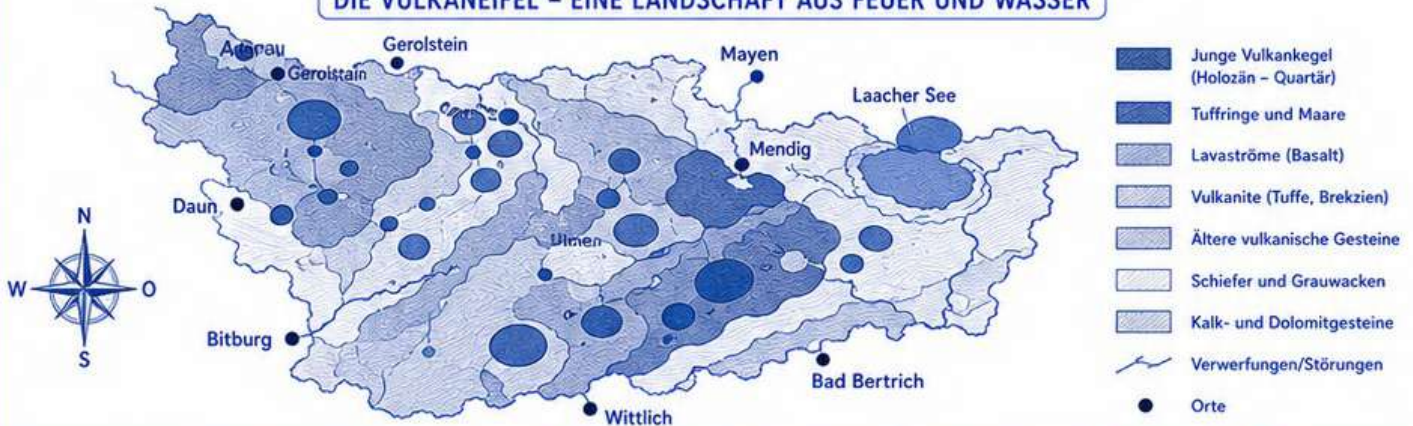 DIE VULKANEIFEL – EINE LANDSCHAFT AUS FEUER UND WASSER
Gerolstein
Geroistain
Mayen
Laacher See
Mendig
Daun
Ulmen
Bitburg
Bad Bertrich
Wittlich
N
W
O
S
Junge Vulkankegel
(Holozän – Quartär)
Tuffringe und Maare
Lavaströme (Basalt)
Vulkanite (Tuffe, Brekzien)
Ältere vulkanische Gesteine
Schiefer und Grauwacken
Kalk- und Dolomitgesteine
Verwerfungen/Störungen
Orte